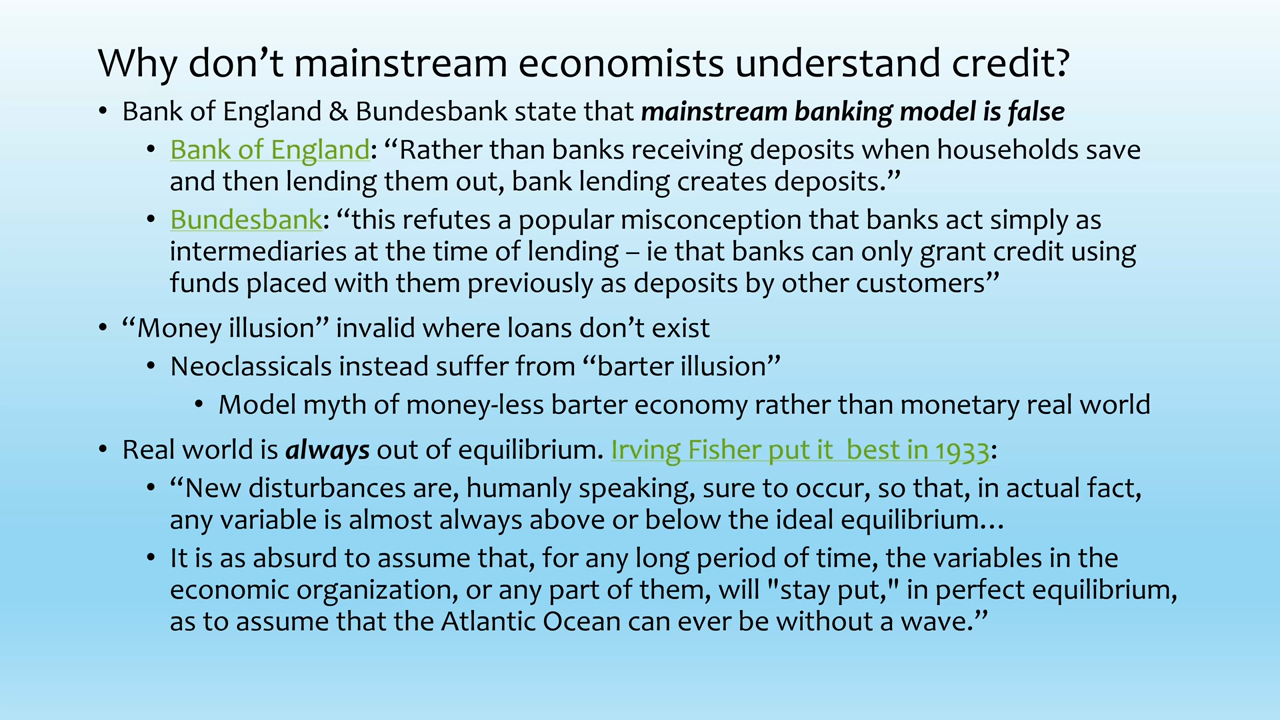 Why don’t mainstream economists understand credit?
• Bank of England & Bundesbank state that mainstream banking model is false
• Bank of England: “Rather than banks receiving deposits when households save
and then lending them out, bank lending creates deposits.”
• Bundesbank: “this refutes a popular misconception that banks act simply as
intermediaries at the time of lending – ie that banks can only grant credit using
funds placed with them previously as deposits by other customers”
• “Money illusion” invalid where loans don’t exist
• Neoclassicals instead suffer from “barter illusion”
• Model myth of money-less barter economy rather than monetary real world
• Real world is always out of equilibrium. Irving Fisher put it  best in 1933:
• “New disturbances are, humanly speaking, sure to occur, so that, in actual fact,
any variable is almost always above or below the ideal equilibrium…
• It is as absurd to assume that, for any long period of time, the variables in the
economic organization, or any part of them, will "stay put," in perfect equilibrium,
as to assume that the Atlantic Ocean can ever be without a wave.”